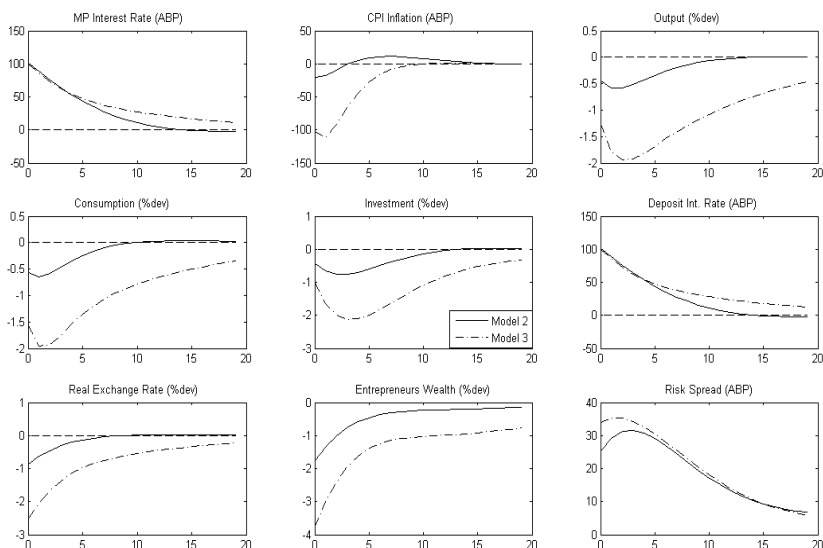 MP Interest Rate (ABP)
150
100
50
0
-50
0 5 10 15 20
CPI Inflation (ABP)
50
0
-50
-100
-150
0 5 10 15 20
Output (%dev)
0.5
0
-0.5
-1
-1.5
-2
0 5 10 15 20
Consumption (%dev)
0.5
0
-0.5
-1
-1.5
-2
0 5 10 15 20
Investment (%dev)
1
0
-1
-2
-3
0 5 10 15 20
Model 2
Model 3
Deposit Int. Rate (ABP)
150
100
50
0
-50
0 5 10 15 20
Real Exchange Rate (%dev)
1
0
-1
-2
-3
0 5 10 15 20
Entrepreneurs Wealth (%dev)
0
-1
-2
-3
-4
0 5 10 15 20
Risk Spread (ABP)
40
30
20
10
0
0 5 10 15 20